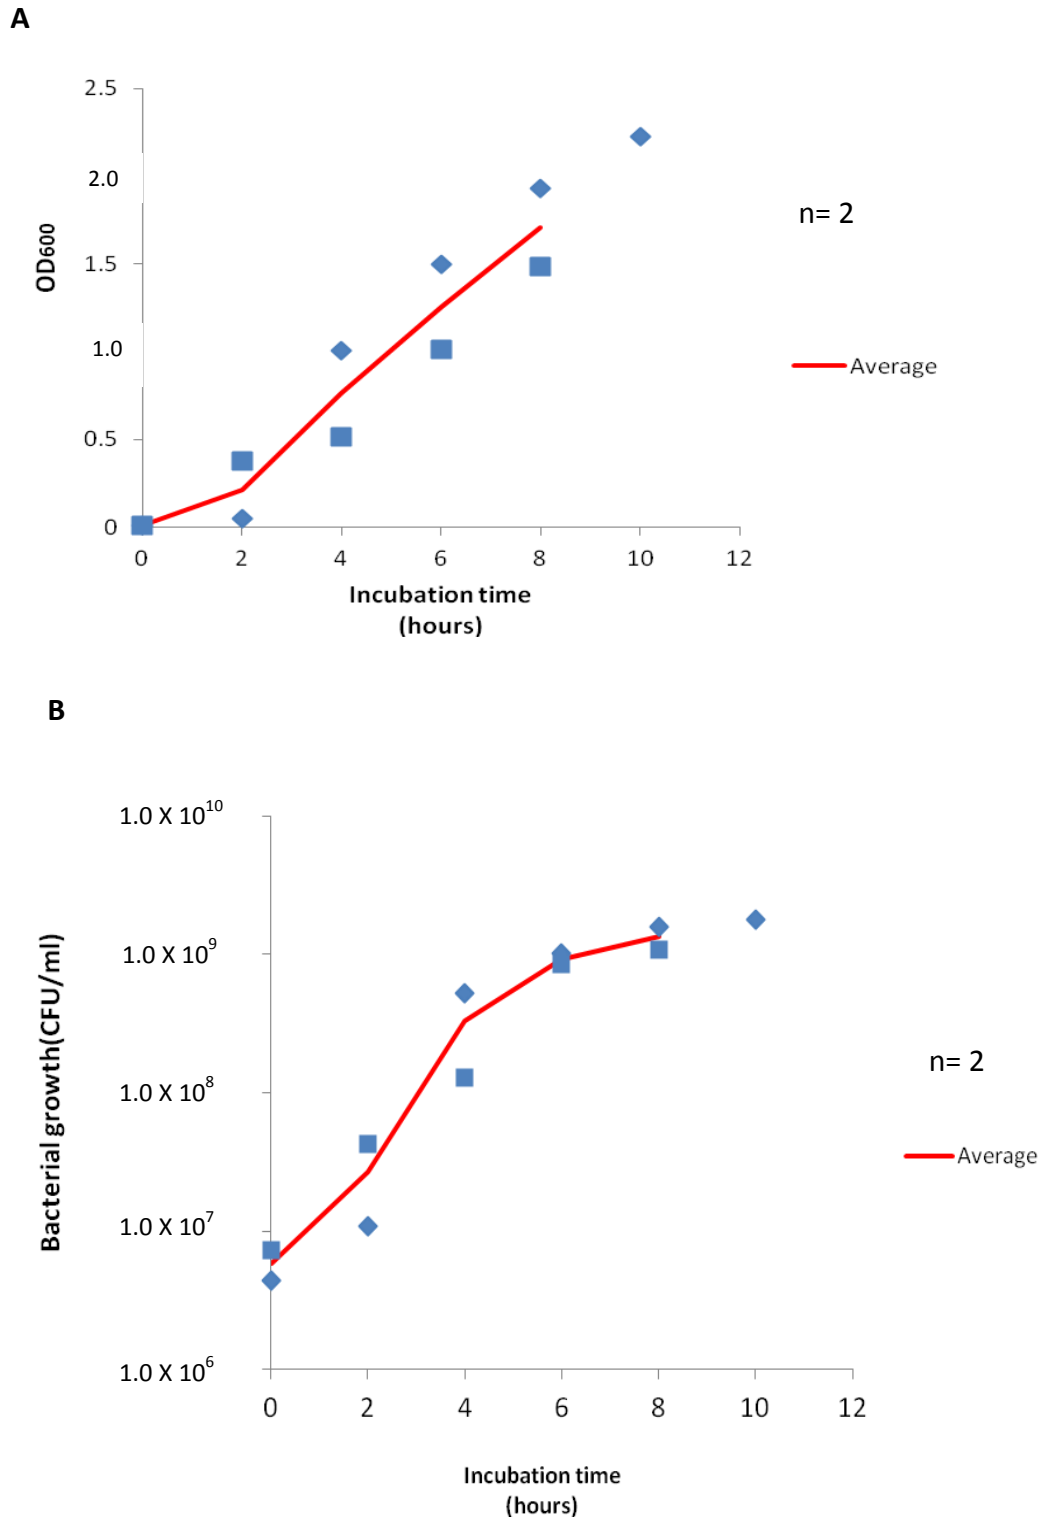 A
2.5
2.0
1.5
1.0
0.5
0
OD600
n= 2
Average
0 2 4 6 8 10 12
Incubation time
(hours)
B
1.0 X 10^10
1.0 X 10^9
1.0 X 10^8
1.0 X 10^7
1.0 X 10^6
Bacterial growth(CFU/ml)
n= 2
Average
0 2 4 6 8 10 12
Incubation time
(hours)